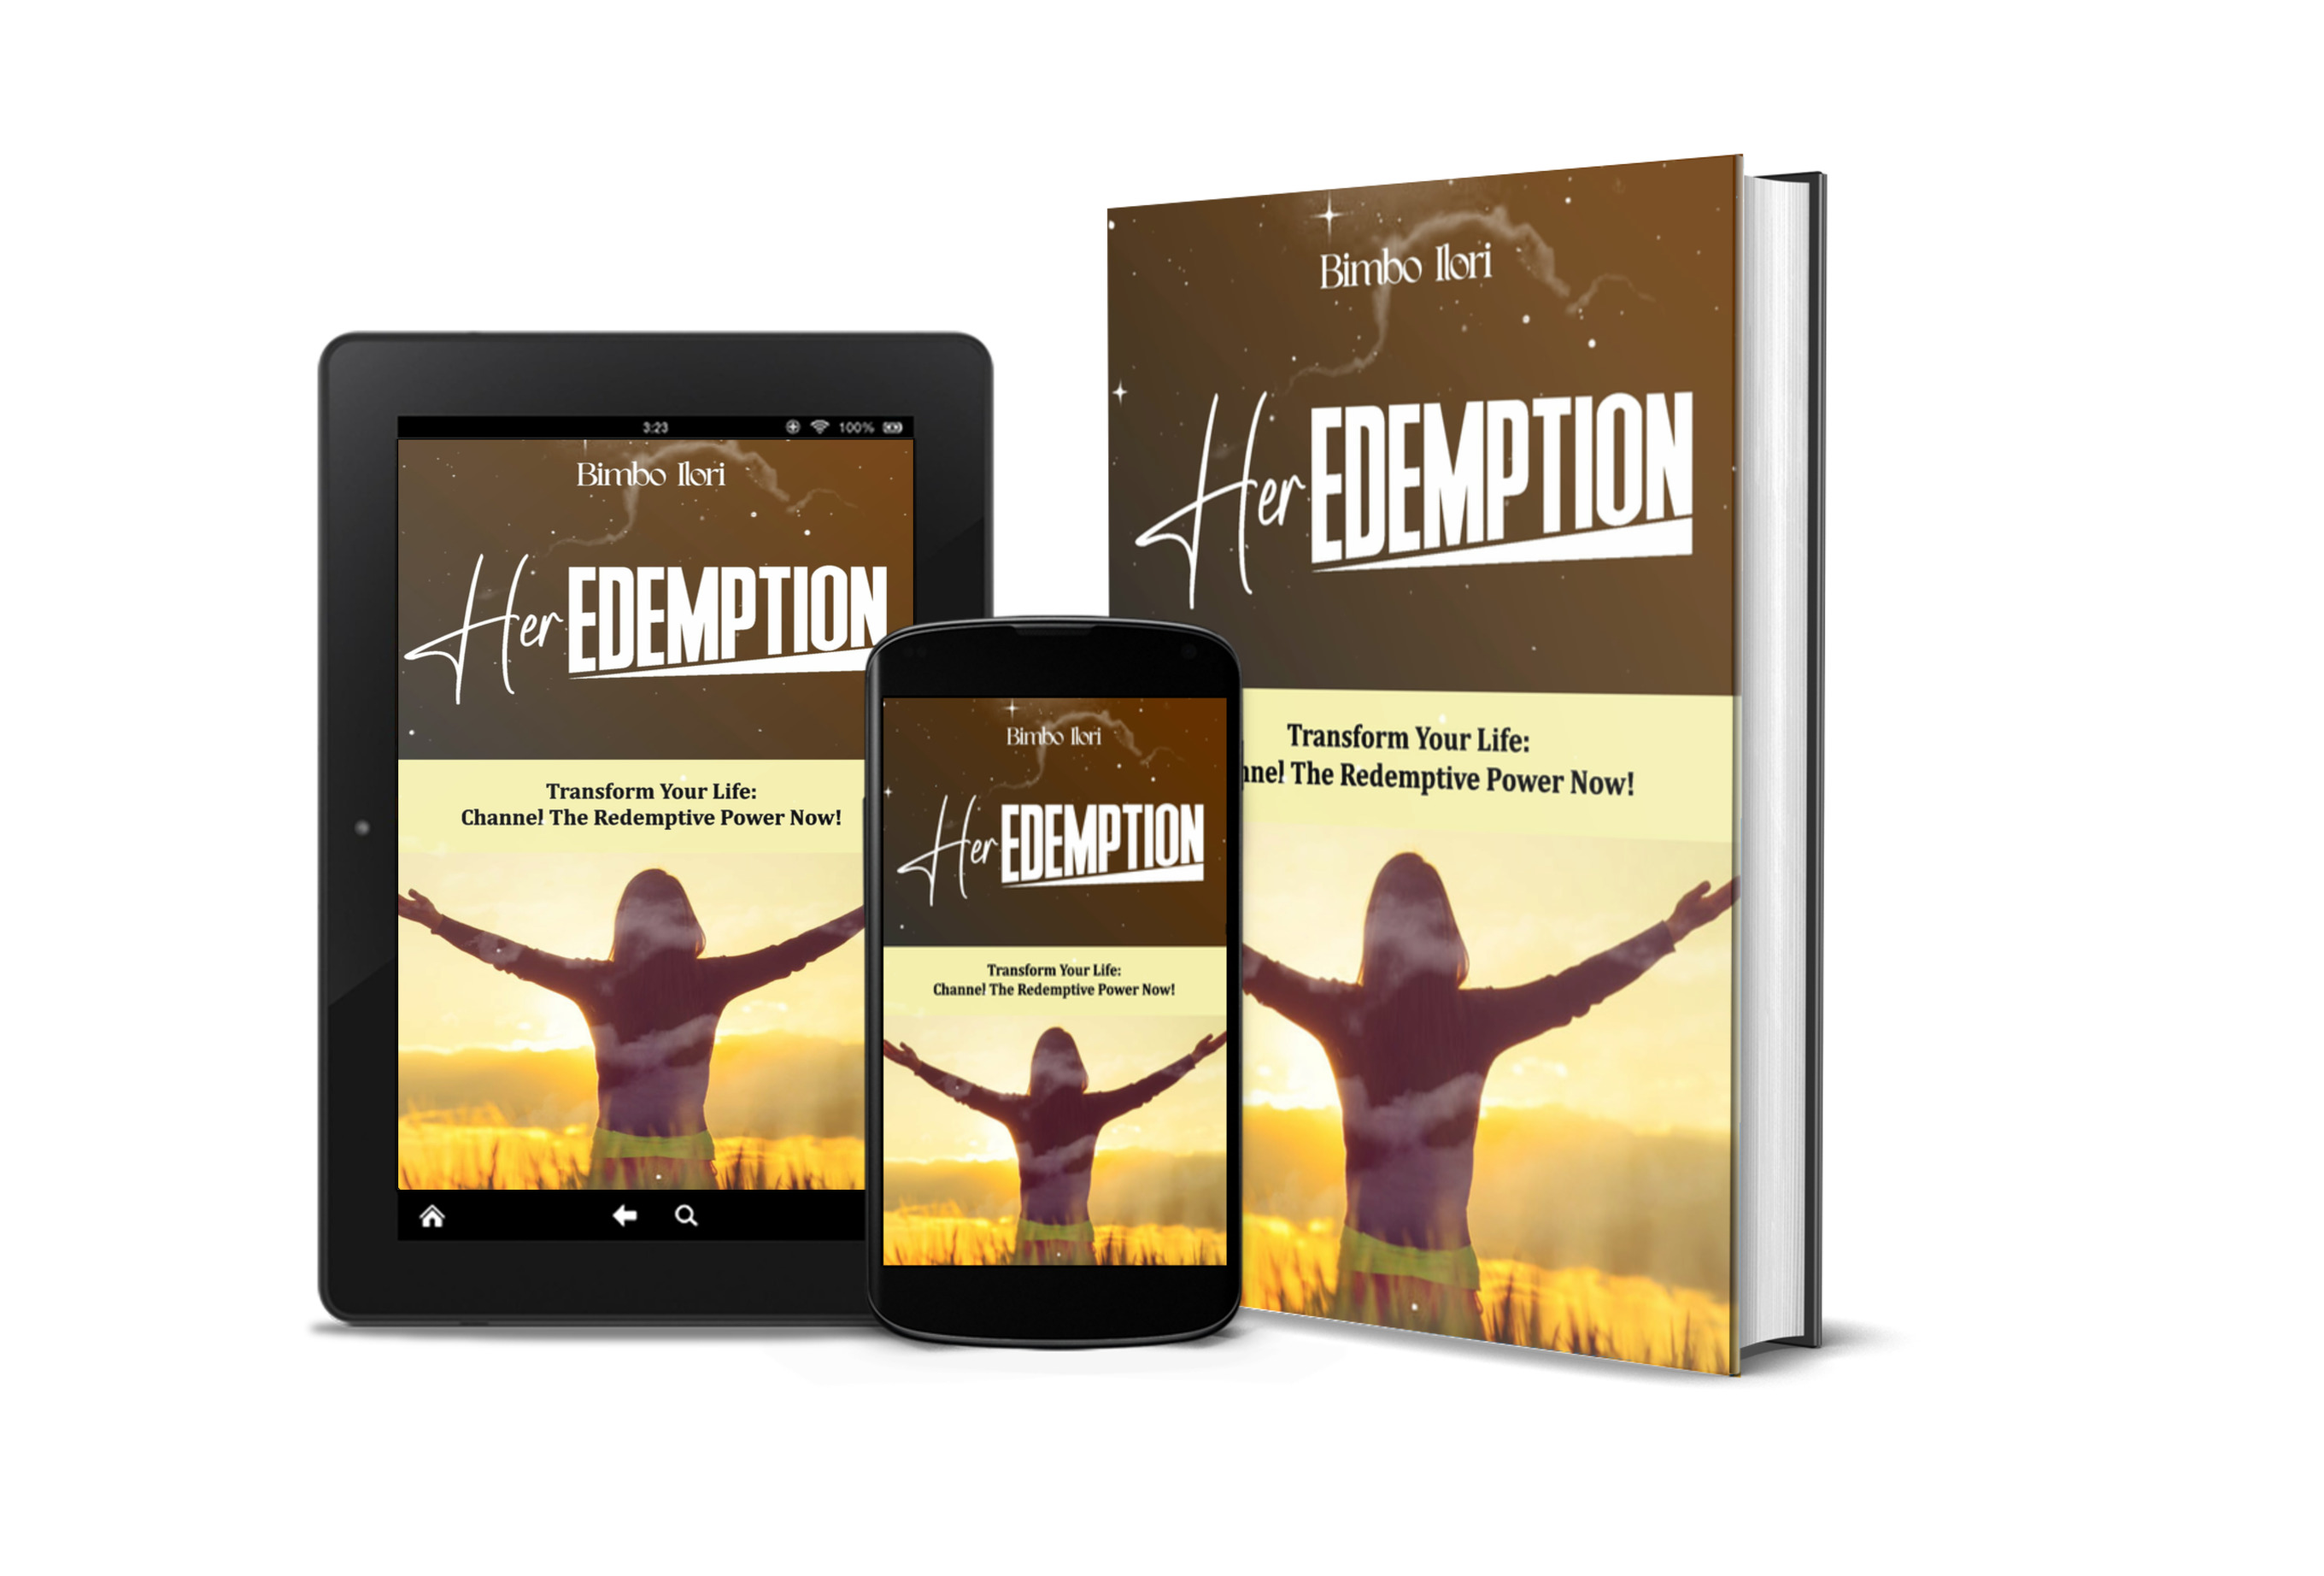 3:23
100%
Bimbo Ilori
Her EDEMPTION
Transform Your Life:
Channel The Redemptive Power Now!
Bimbo Ilori
Her EDEMPTION
Transform Your Life:
Channel The Redemptive Power Now!
Bimbo Ilori
Her EDEMPTION
Transform Your Life:
nnel The Redemptive Power Now!